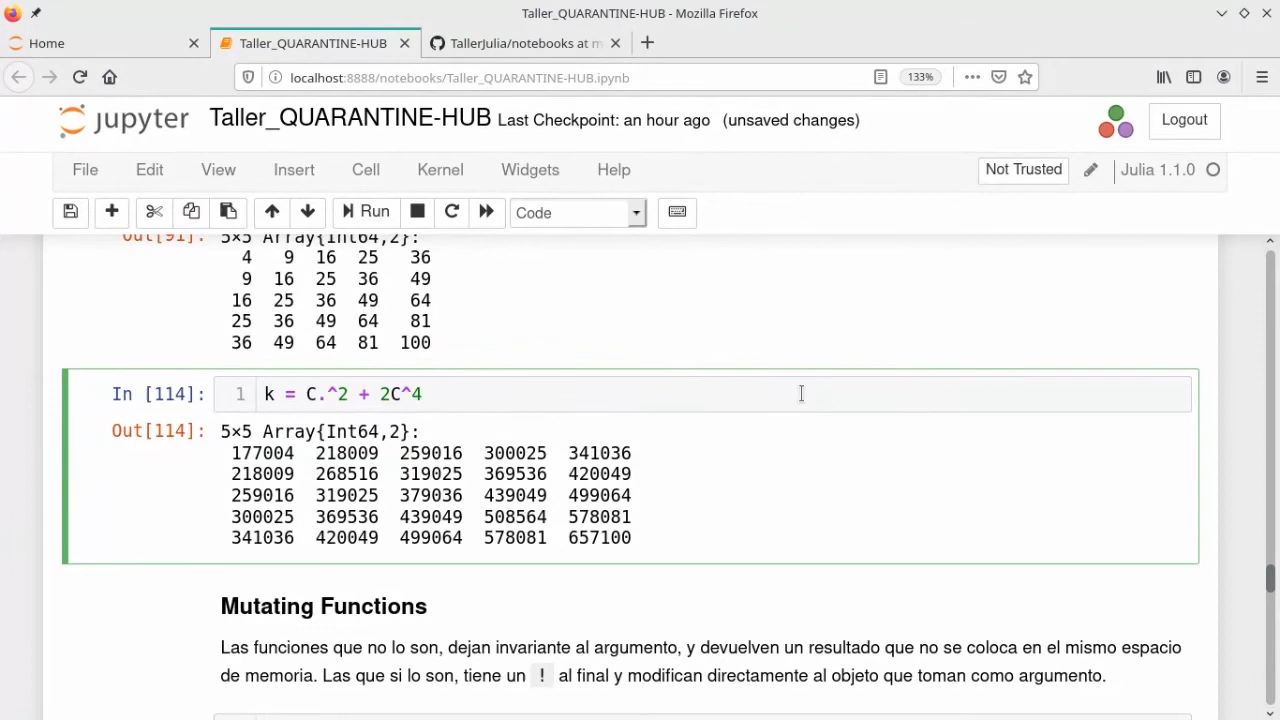 Taller_QUARANTINE-HUB - Mozilla Firefox
Home
Taller_QUARANTINE-HUB
TallerJulia/notebooks at m
localhost:8888/notebooks/Taller_QUARANTINE-HUB.ipynb
133%
jupyter Taller_QUARANTINE-HUB Last Checkpoint: an hour ago (unsaved changes)
Logout
File Edit View Insert Cell Kernel Widgets Help
Not Trusted
Julia 1.1.0
Run
Code
Out[91]: 5×5 Array{Int64,2}:
4 9 16 25 36
9 16 25 36 49
16 25 36 49 64
25 36 49 64 81
36 49 64 81 100
In [114]: 1 k = C.^2 + 2C^4
Out[114]: 5×5 Array{Int64,2}:
177004 218009 259016 300025 341036
218009 268516 319025 369536 420049
259016 319025 379036 439049 499064
300025 369536 439049 508564 578081
341036 420049 499064 578081 657100
Mutating Functions
Las funciones que no lo son, dejan invariante al argumento, y devuelven un resultado que no se coloca en el mismo espacio
de memoria. Las que si lo son, tiene un ! al final y modifican directamente al objeto que toman como argumento.